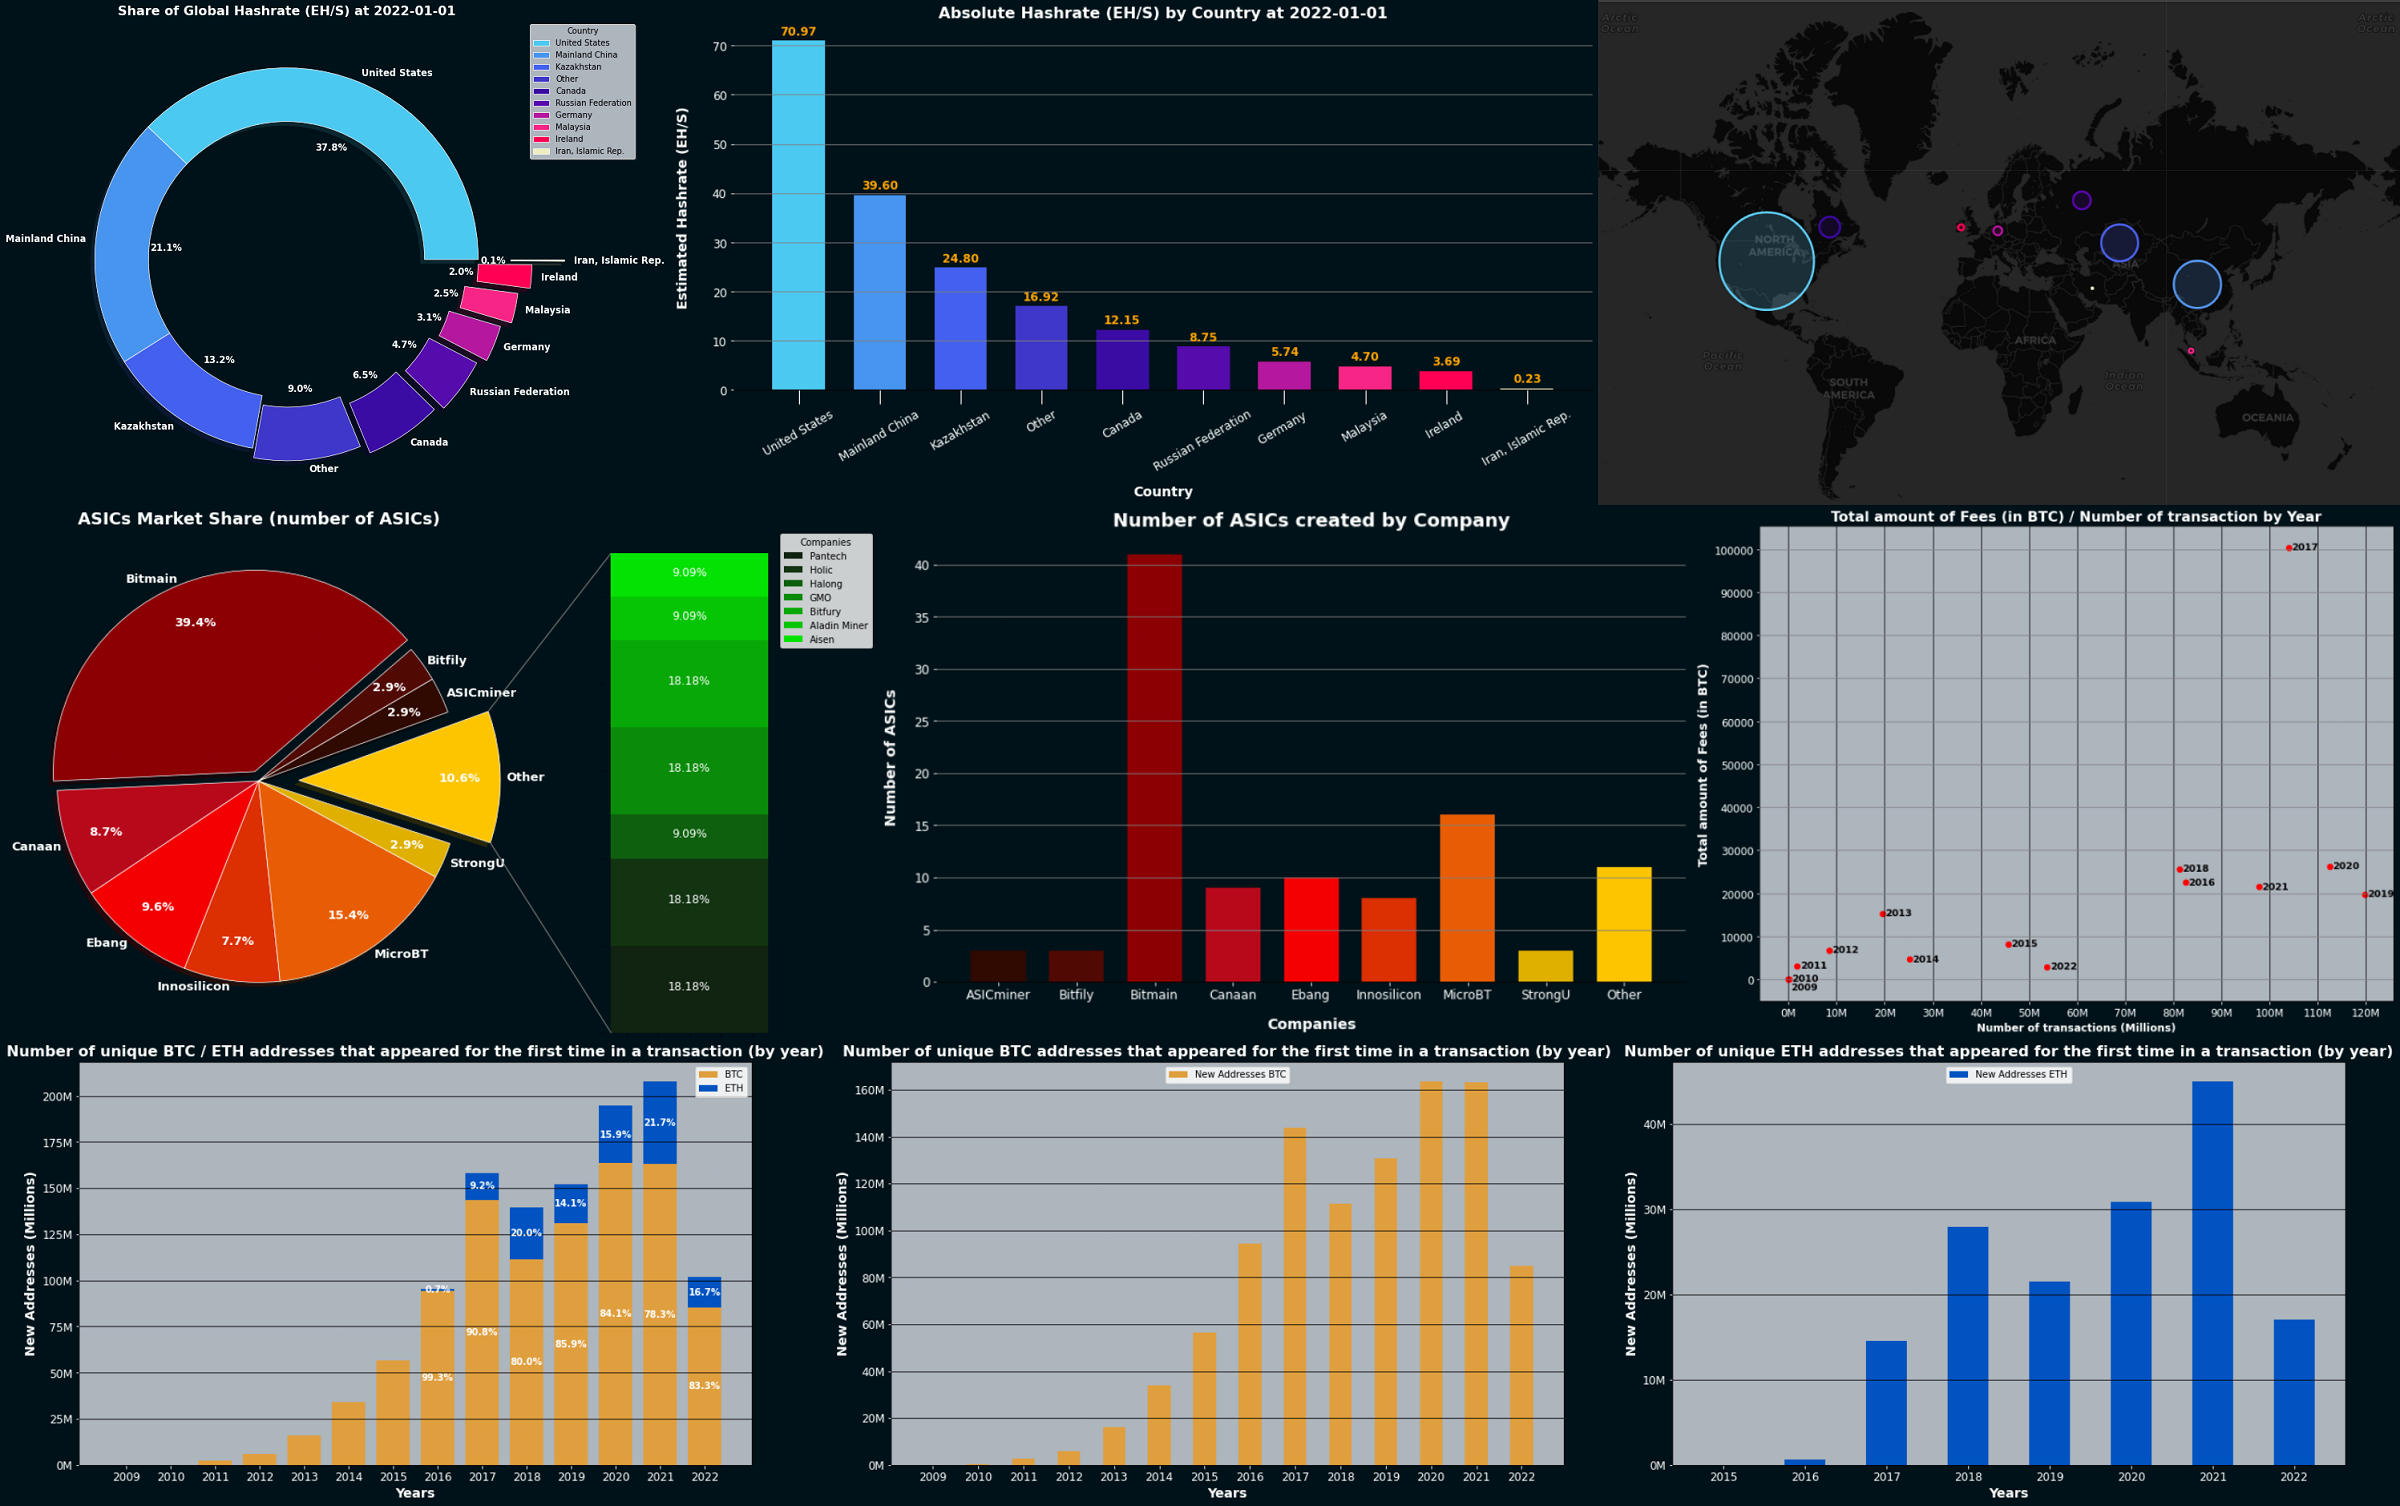 Share of Global Hashrate (EH/S) at 2022-01-01
Country
United States
Mainland China
Kazakhstan
Other
Canada
Russian Federation
Germany
Malaysia
Ireland
Iran, Islamic Rep.
United States
37.8%
Mainland China
21.1%
Kazakhstan
13.2%
Other
9.0%
Canada
6.5%
Russian Federation
4.7%
Germany
3.1%
Malaysia
2.5%
Ireland
2.0%
Iran, Islamic Rep.
0.1%
Absolute Hashrate (EH/S) by Country at 2022-01-01
Estimated Hashrate (EH/S)
70
60
50
40
30
20
10
0
70.97
39.60
24.80
16.92
12.15
8.75
5.74
4.70
3.69
0.23
United States
Mainland China
Kazakhstan
Other
Canada
Russian Federation
Germany
Malaysia
Ireland
Iran, Islamic Rep.
Country
Arctic
Ocean
Arctic
Ocean
NORTH
AMERICA
ASIA
AFRICA
Pacific
Ocean
SOUTH
AMERICA
Indian
Ocean
OCEANIA
ASICs Market Share (number of ASICs)
Bitmain
39.4%
Bitfily
2.9%
ASICminer
2.9%
Other
10.6%
StrongU
2.9%
MicroBT
15.4%
Innosilicon
7.7%
Ebang
9.6%
Canaan
8.7%
9.09%
9.09%
18.18%
18.18%
9.09%
18.18%
18.18%
Companies
Pantech
Holic
Halong
GMO
Bitfury
Aladin Miner
Aisen
Number of ASICs created by Company
Number of ASICs
40
35
30
25
20
15
10
5
0
ASICminer
Bitfily
Bitmain
Canaan
Ebang
Innosilicon
MicroBT
StrongU
Other
Companies
Total amount of Fees (in BTC) / Number of transaction by Year
Total amount of Fees (in BTC)
100000
90000
80000
70000
60000
50000
40000
30000
20000
10000
0
2017
2020
2018
2016
2021
2019
2013
2015
2012
2014
2011
2022
2010
2009
0M
10M
20M
30M
40M
50M
60M
70M
80M
90M
100M
110M
120M
Number of transactions (Millions)
Number of unique BTC / ETH addresses that appeared for the first time in a transaction (by year)
BTC
ETH
New Addresses (Millions)
200M
175M
150M
125M
100M
75M
50M
25M
0M
0.7%
99.3%
9.2%
90.8%
20.0%
80.0%
14.1%
85.9%
15.9%
84.1%
21.7%
78.3%
16.7%
83.3%
2009
2010
2011
2012
2013
2014
2015
2016
2017
2018
2019
2020
2021
2022
Years
Number of unique BTC addresses that appeared for the first time in a transaction (by year)
New Addresses BTC
New Addresses (Millions)
160M
140M
120M
100M
80M
60M
40M
20M
0M
2009
2010
2011
2012
2013
2014
2015
2016
2017
2018
2019
2020
2021
2022
Years
Number of unique ETH addresses that appeared for the first time in a transaction (by year)
New Addresses ETH
New Addresses (Millions)
40M
30M
20M
10M
0M
2015
2016
2017
2018
2019
2020
2021
2022
Years